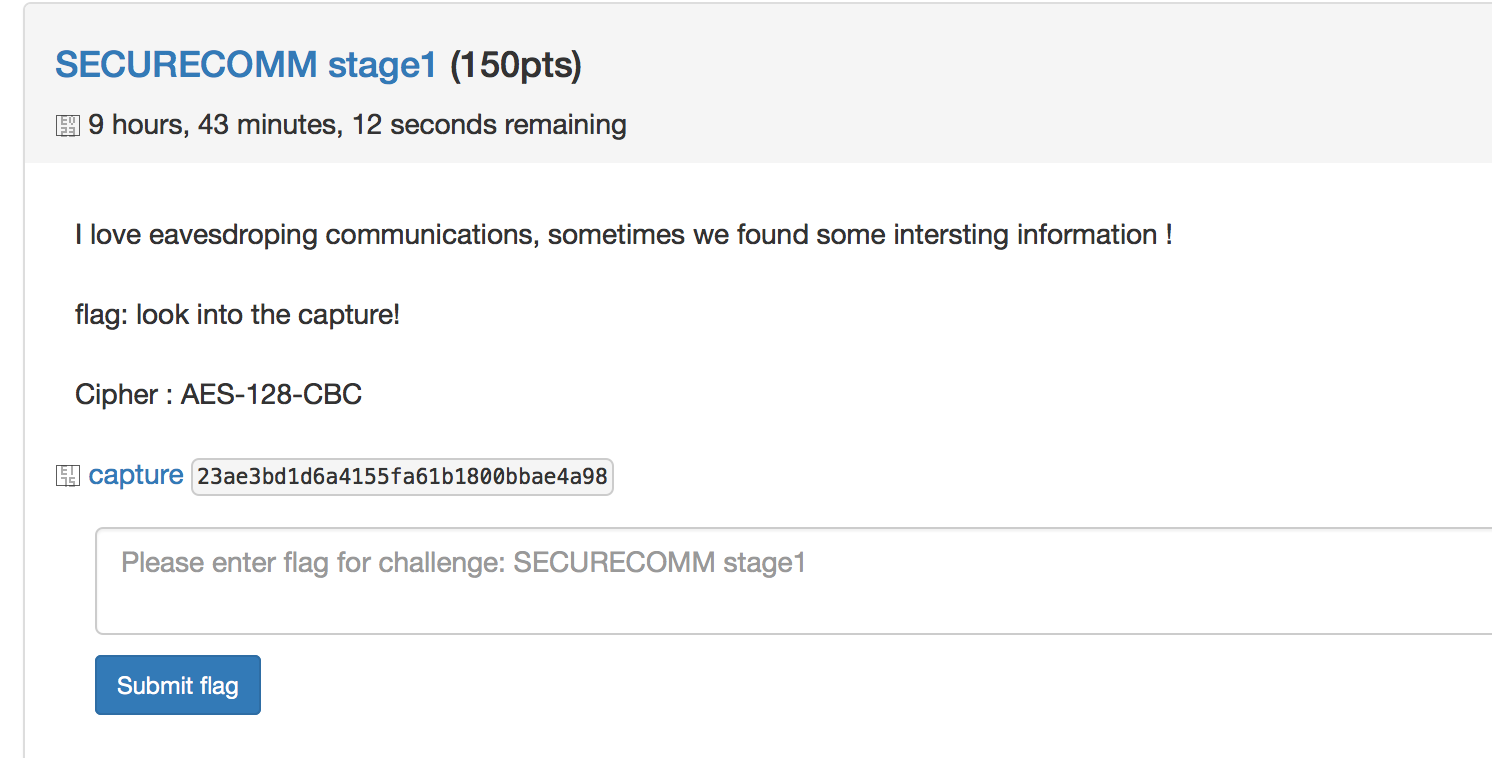 SECURECOMM stage1 (150pts)
9 hours, 43 minutes, 12 seconds remaining
I love eavesdroping communications, sometimes we found some intersting information !
flag: look into the capture!
Cipher : AES-128-CBC
capture 23ae3bd1d6a4155fa61b1800bbae4a98
Please enter flag for challenge: SECURECOMM stage1
Submit flag